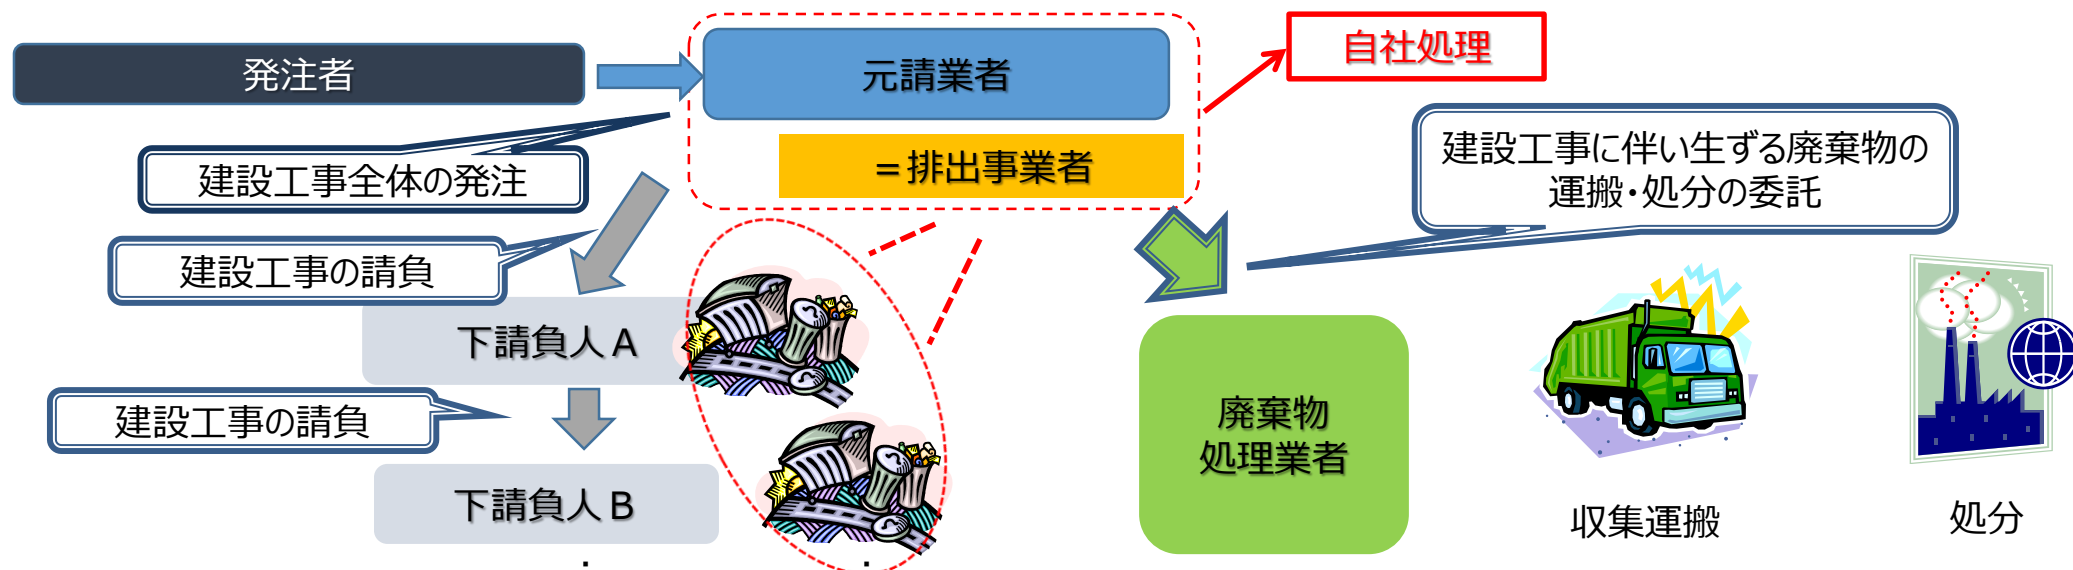 発注者
元請業者
自社処理
＝排出事業者
建設工事全体の発注
建設工事に伴い生ずる廃棄物の
運搬・処分の委託
建設工事の請負
下請負人A
建設工事の請負
下請負人B
廃棄物
処理業者
収集運搬
処分